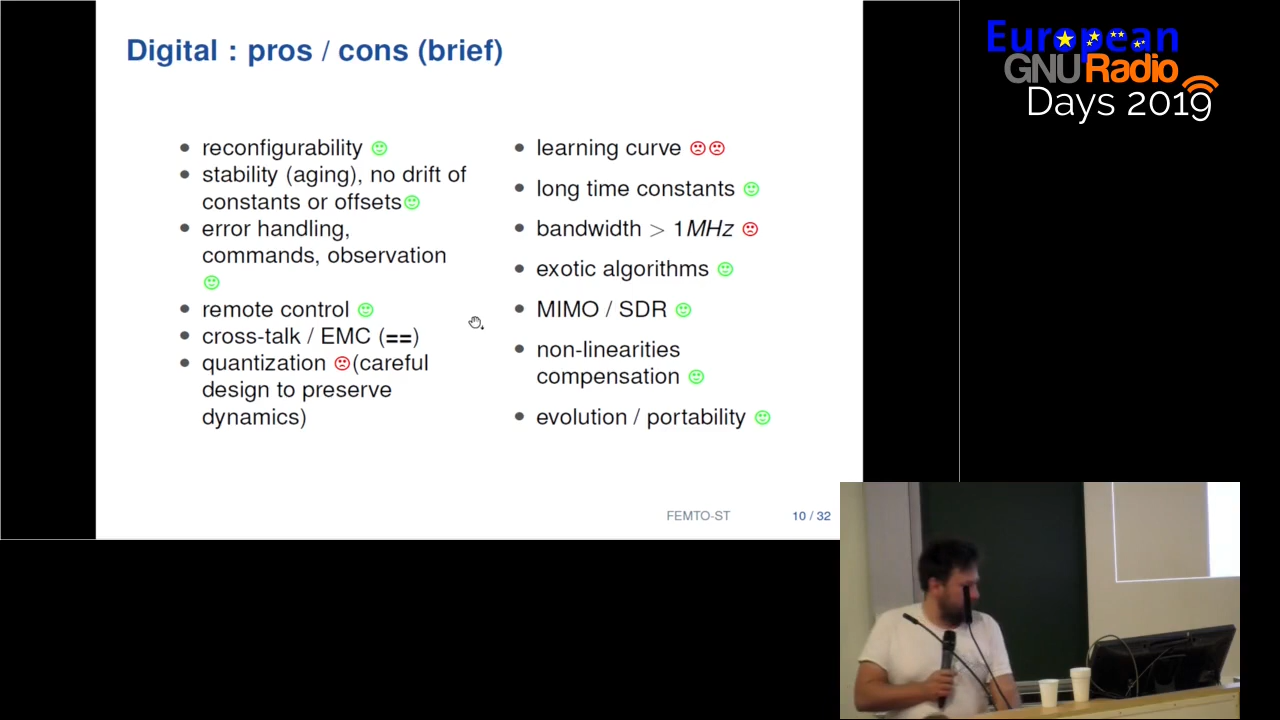 Digital : pros / cons (brief)
reconfigurability
stability (aging), no drift of
constants or offsets
error handling,
commands, observation
remote control
cross-talk / EMC (==)
quantization (careful
design to preserve
dynamics)
learning curve
long time constants
bandwidth > 1MHz
exotic algorithms
MIMO / SDR
non-linearities
compensation
evolution / portability
FEMTO-ST
10 / 32
European
GNURadio
Days 2019